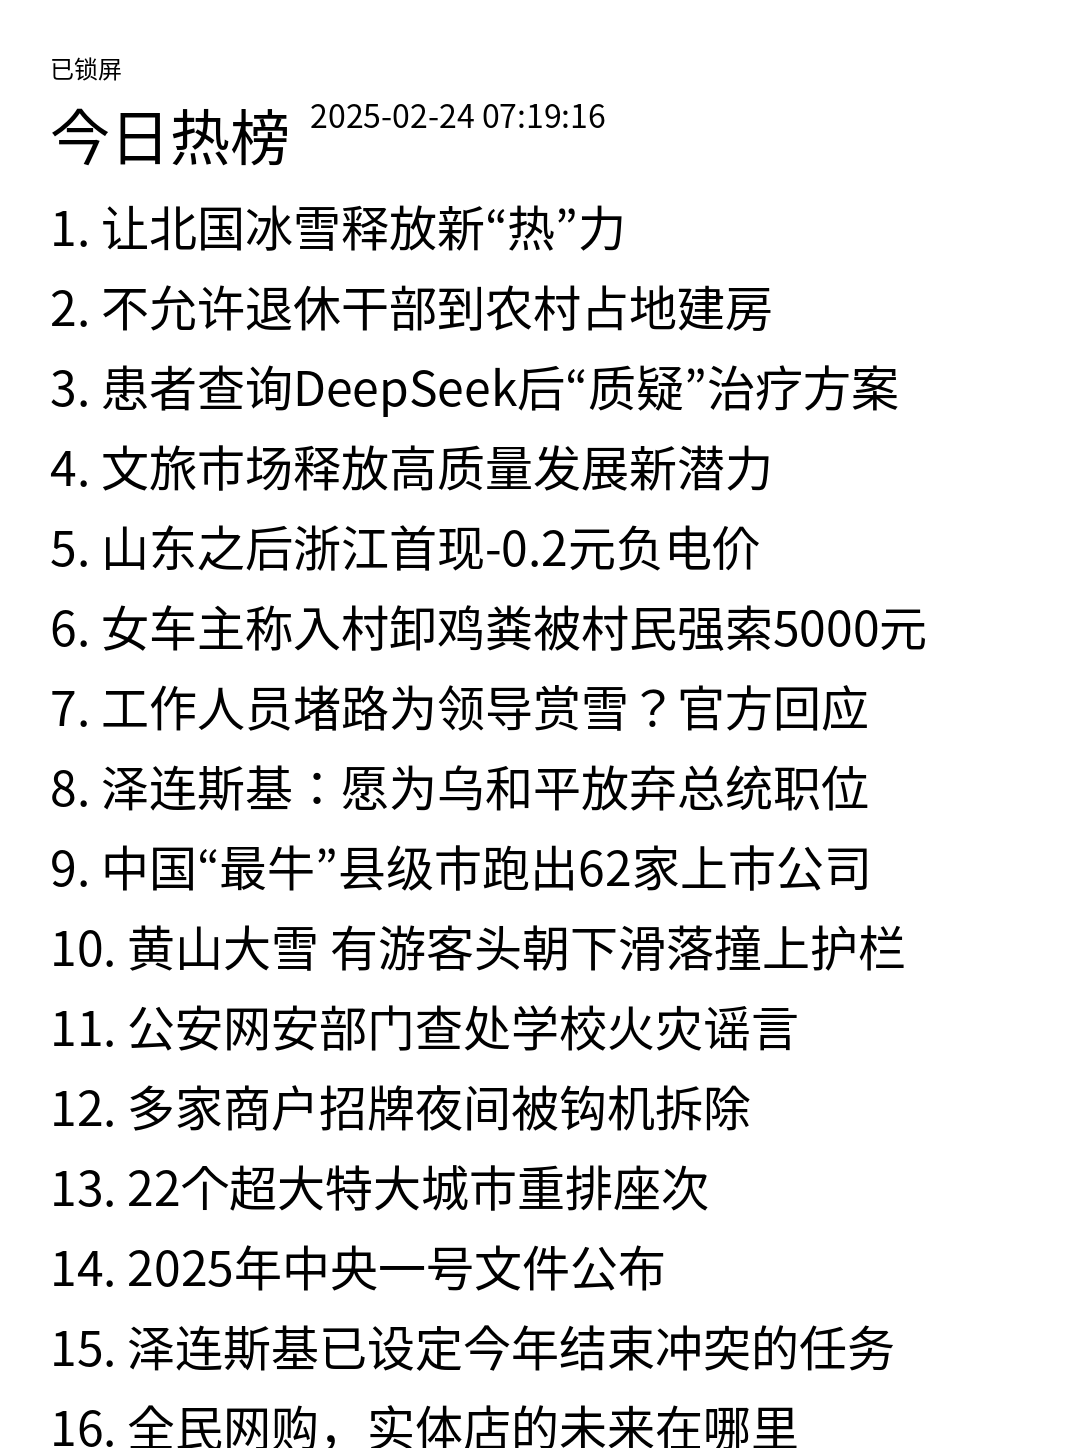 已锁屏
今日热榜 2025-02-24 07:19:16
1. 让北国冰雪释放新“热”力
2. 不允许退休干部到农村占地建房
3. 患者查询DeepSeek后“质疑”治疗方案
4. 文旅市场释放高质量发展新潜力
5. 山东之后浙江首现-0.2元负电价
6. 女车主称入村卸鸡粪被村民强索5000元
7. 工作人员堵路为领导赏雪？官方回应
8. 泽连斯基：愿为乌和平放弃总统职位
9. 中国“最牛”县级市跑出62家上市公司
10. 黄山大雪 有游客头朝下滑落撞上护栏
11. 公安网安部门查处学校火灾谣言
12. 多家商户招牌夜间被钩机拆除
13. 22个超大特大城市重排座次
14. 2025年中央一号文件公布
15. 泽连斯基已设定今年结束冲突的任务
16. 全民网购，实体店的未来在哪里